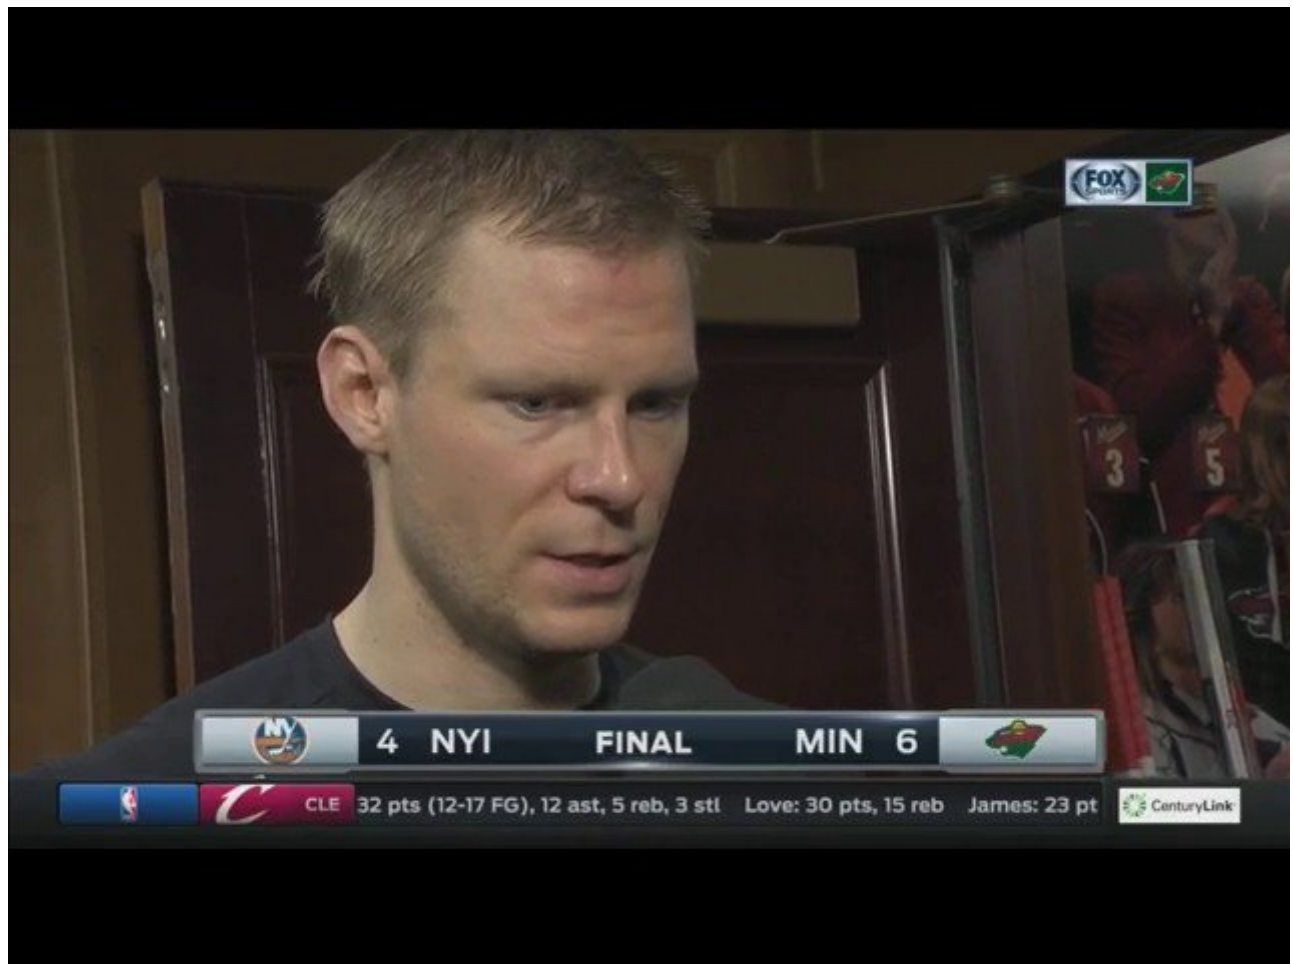 FOX
SPORTS
3
5
NY
4 NYI FINAL MIN 6
CLE 32 pts (12-17 FG), 12 ast, 5 reb, 3 stl Love: 30 pts, 15 reb James: 23 pt
CenturyLink